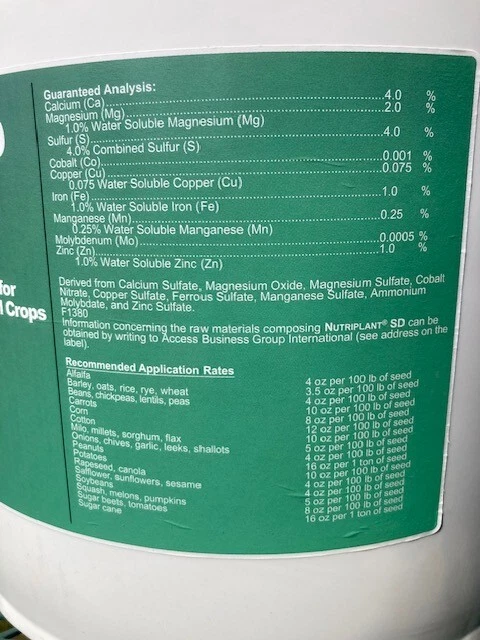 Guaranteed Analysis:
Calcium (Ca)...4.0 %
Magnesium (Mg)...2.0 %
1.0% Water Soluble Magnesium (Mg)
Sulfur (S)...4.0 %
4.0% Combined Sulfur (S)
Cobalt (Co)...0.001 %
Copper (Cu)...0.075 %
0.075 Water Soluble Copper (Cu)
Iron (Fe)...1.0 %
1.0% Water Soluble Iron (Fe)
Manganese (Mn)...0.25 %
0.25% Water Soluble Manganese (Mn)
Molybdenum (Mo)...0.0005 %
Zinc (Zn)...1.0 %
1.0% Water Soluble Zinc (Zn)
for
l Crops
Derived from Calcium Sulfate, Magnesium Oxide, Magnesium Sulfate, Cobalt
Nitrate, Copper Sulfate, Ferrous Sulfate, Manganese Sulfate, Ammonium
Molybdate, and Zinc Sulfate.
F1380
Information concerning the raw materials composing NUTRIPLANT® SD can be
obtained by writing to Access Business Group International (see address on the
label).
Recommended Application Rates
Alfalfa 4 oz per 100 lb of seed
Barley, oats, rice, rye, wheat 3.5 oz per 100 lb of seed
Beans, chickpeas, lentils, peas 4 oz per 100 lb of seed
Carrots 10 oz per 100 lb of seed
Corn 8 oz per 100 lb of seed
Cotton 12 oz per 100 lb of seed
Milo, millets, sorghum, flax 10 oz per 100 lb of seed
Onions, chives, garlic, leeks, shallots 5 oz per 100 lb of seed
Peanuts 4 oz per 100 lb of seed
Potatoes 16 oz per 1 ton of seed
Rapeseed, canola 10 oz per 100 lb of seed
Safflower, sunflowers, sesame 4 oz per 100 lb of seed
Soybeans 4 oz per 100 lb of seed
Squash, melons, pumpkins 5 oz per 100 lb of seed
Sugar beets, tomatoes 8 oz per 100 lb of seed
Sugar cane 16 oz per 1 ton of seed